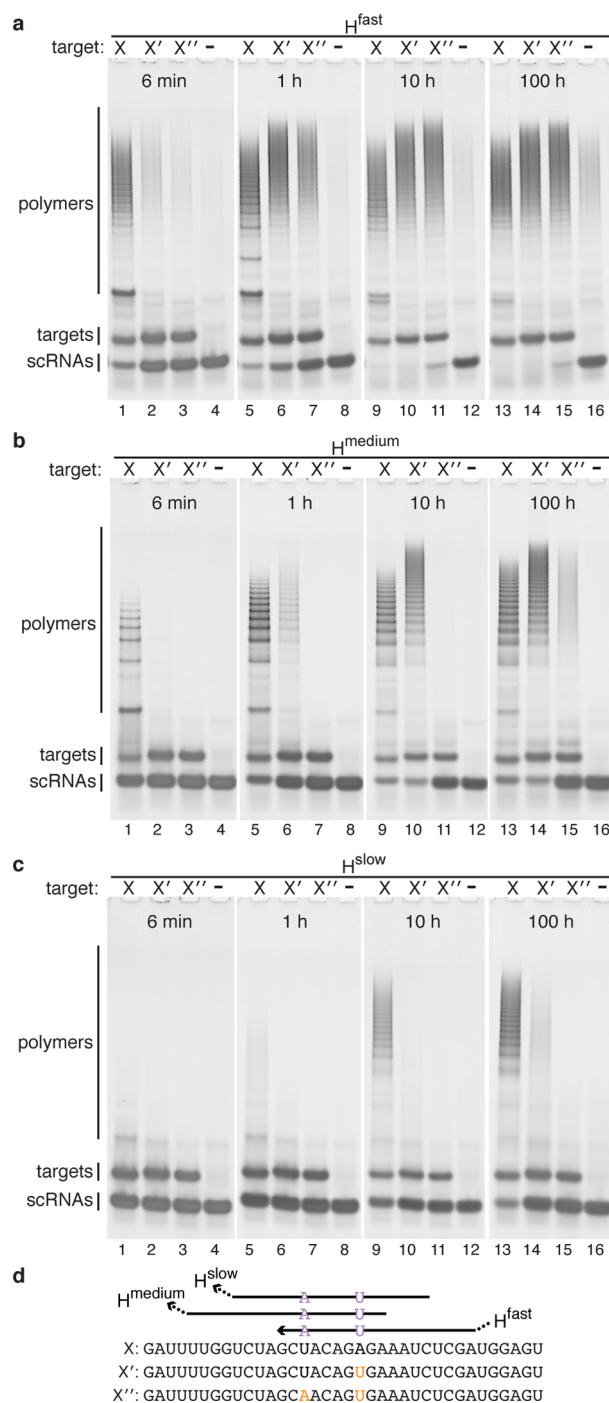 a
H^fast
target: X X′ X′′ -
X X′ X′′ -
X X′ X′′ -
X X′ X′′ -
6 min 1 h 10 h 100 h
polymers
targets
scRNAs
1 2 3 4 5 6 7 8 9 10 11 12 13 14 15 16
b
H^medium
target: X X′ X′′ -
X X′ X′′ -
X X′ X′′ -
X X′ X′′ -
6 min 1 h 10 h 100 h
polymers
targets
scRNAs
1 2 3 4 5 6 7 8 9 10 11 12 13 14 15 16
c
H^slow
target: X X′ X′′ -
X X′ X′′ -
X X′ X′′ -
X X′ X′′ -
6 min 1 h 10 h 100 h
polymers
targets
scRNAs
1 2 3 4 5 6 7 8 9 10 11 12 13 14 15 16
d
H^slow A U
H^medium A U
A U H^fast
X: GAUUUUGGUCUAGCUACAGAGAAAUCUCGAUGGAGU
X′: GAUUUUGGUCUAGCUACAGUGAAAUCUCGAUGGAGU
X′′: GAUUUUGGUCUAGCAACAGUGAAAUCUCGAUGGAGU